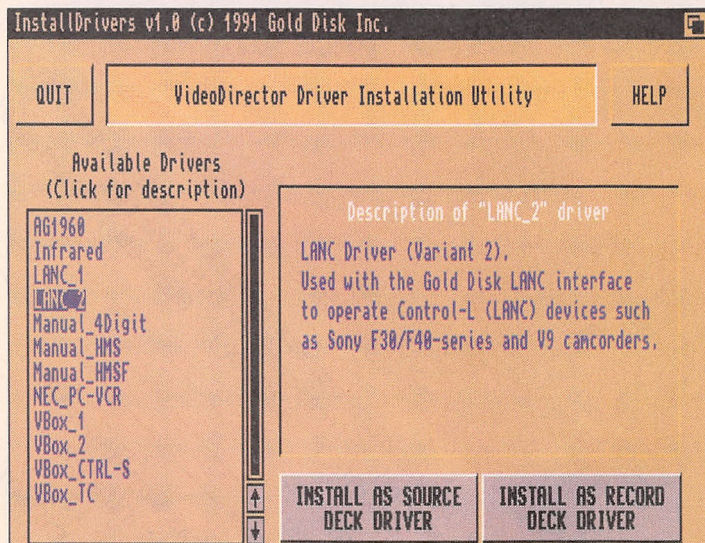 InstallDrivers v1.0 (c) 1991 Gold Disk Inc.
QUIT
VideoDirector Driver Installation Utility
HELP
Available Drivers
(Click for description)
AG1960
Infrared
LANC_1
LANC_2
Manual_4Digit
Manual_HMS
Manual_HMSF
NEC_PC-VCR
VBox_1
VBox_2
VBox_CTRL-S
VBox_TC
Description of "LANC_2" driver
LANC Driver (Variant 2).
Used with the Gold Disk LANC interface
to operate Control-L (LANC) devices such
as Sony F30/F40-series and V9 camcorders.
INSTALL AS SOURCE
DECK DRIVER
INSTALL AS RECORD
DECK DRIVER